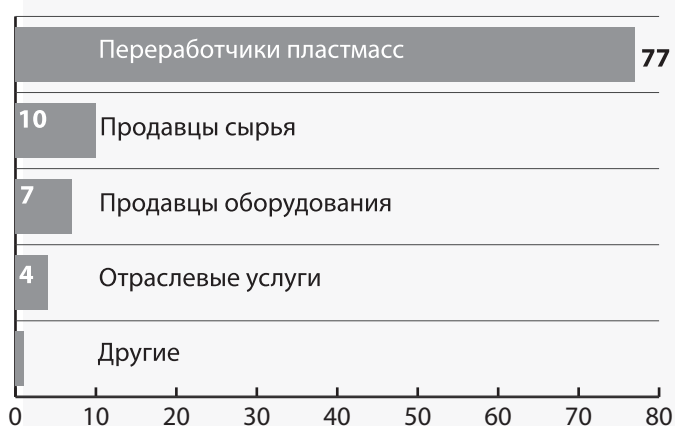 Переработчики пластмасс 77
10 Продавцы сырья
7 Продавцы оборудования
4 Отраслевые услуги
Другие
0 10 20 30 40 50 60 70 80